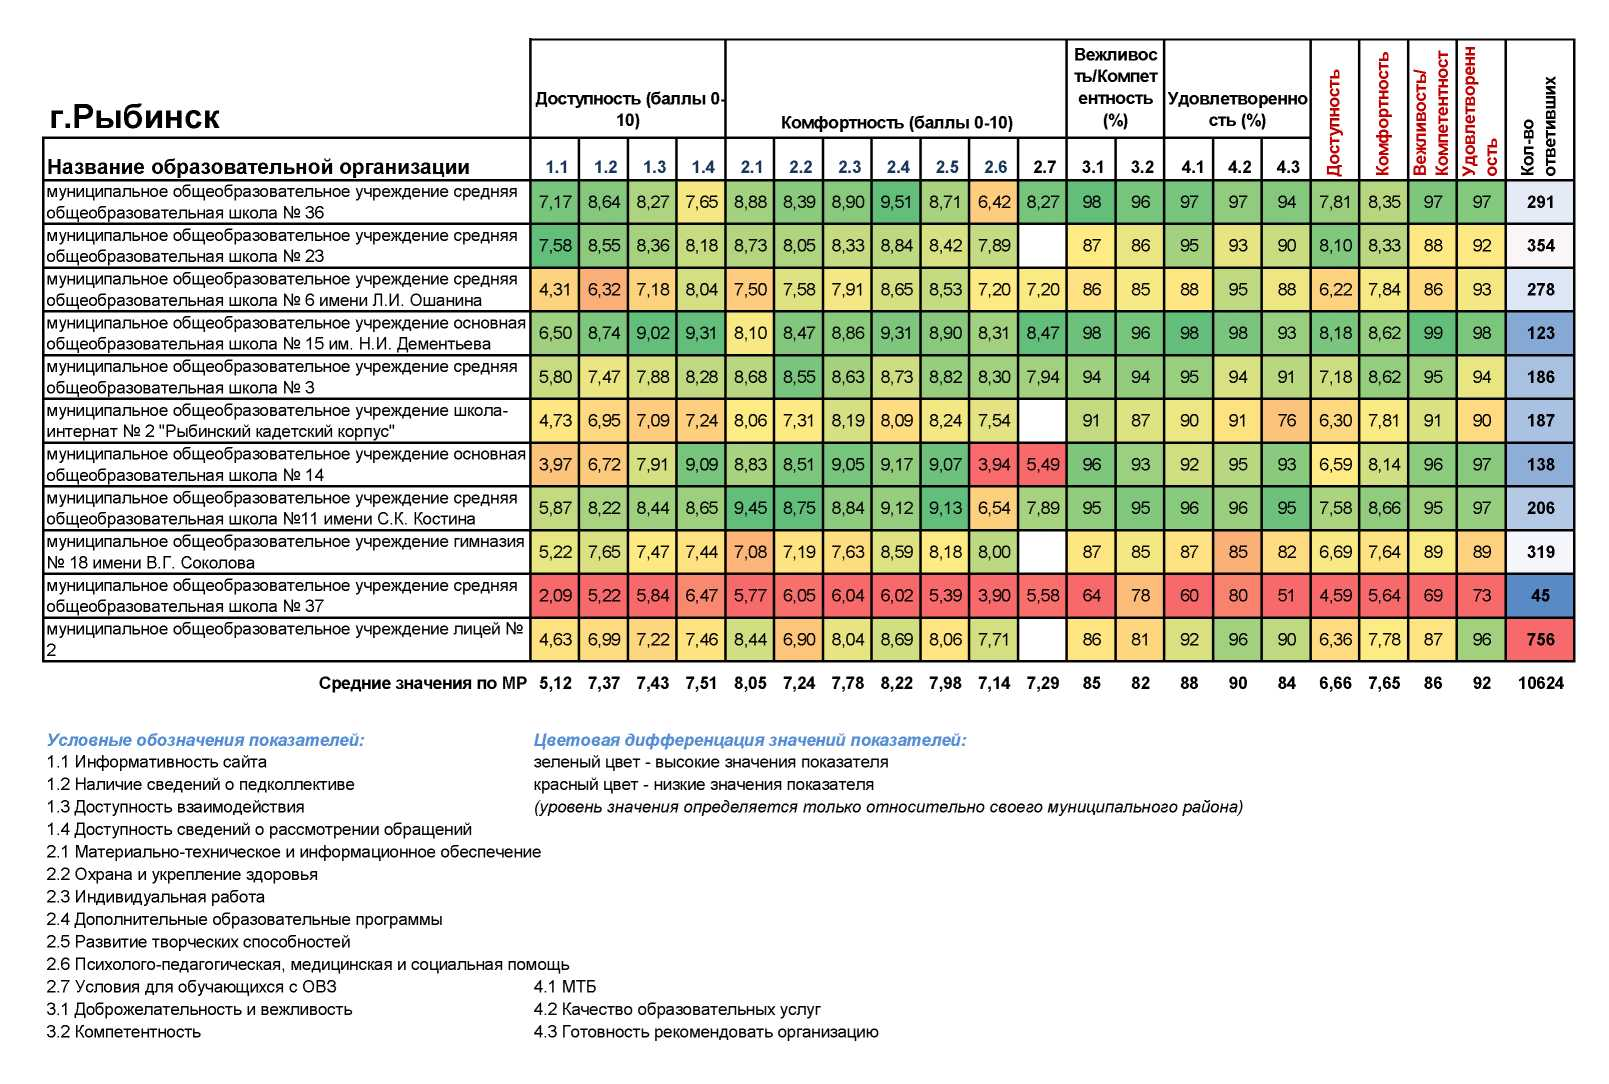 г.Рыбинск
Доступность (баллы 0-
10)
Комфортность (баллы 0-10)
Вежливос
ть/Компет
ентность
(%)
Удовлетворенно
сть (%)
Доступность
Комфортность
Вежливость/
Компетентност
Удовлетворенн
ость
Кол-во
ответивших
Название образовательной организации 1.1 1.2 1.3 1.4 2.1 2.2 2.3 2.4 2.5 2.6 2.7 3.1 3.2 4.1 4.2 4.3
муниципальное общеобразовательное учреждение средняя
общеобразовательная школа № 36
7,17 8,64 8,27 7,65 8,88 8,39 8,90 9,51 8,71 6,42 8,27 98 96 97 97 94 7,81 8,35 97 97 291
муниципальное общеобразовательное учреждение средняя
общеобразовательная школа № 23
7,58 8,55 8,36 8,18 8,73 8,05 8,33 8,84 8,42 7,89 87 86 95 93 90 8,10 8,33 88 92 354
муниципальное общеобразовательное учреждение средняя
общеобразовательная школа № 6 имени Л.И. Ошанина
4,31 6,32 7,18 8,04 7,50 7,58 7,91 8,65 8,53 7,20 7,20 86 85 88 95 88 6,22 7,84 86 93 278
муниципальное общеобразовательное учреждение основная
общеобразовательная школа № 15 им. Н.И. Дементьева
6,50 8,74 9,02 9,31 8,10 8,47 8,86 9,31 8,90 8,31 8,47 98 96 98 98 93 8,18 8,62 99 98 123
муниципальное общеобразовательное учреждение средняя
общеобразовательная школа № 3
5,80 7,47 7,88 8,28 8,68 8,55 8,63 8,73 8,82 8,30 7,94 94 94 95 94 91 7,18 8,62 95 94 186
муниципальное общеобразовательное учреждение школа-
интернат № 2 "Рыбинский кадетский корпус"
4,73 6,95 7,09 7,24 8,06 7,31 8,19 8,09 8,24 7,54 91 87 90 91 76 6,30 7,81 91 90 187
муниципальное общеобразовательное учреждение основная
общеобразовательная школа № 14
3,97 6,72 7,91 9,09 8,83 8,51 9,05 9,17 9,07 3,94 5,49 96 93 92 95 93 6,59 8,14 96 97 138
муниципальное общеобразовательное учреждение средняя
общеобразовательная школа №11 имени С.К. Костина
5,87 8,22 8,44 8,65 9,45 8,75 8,84 9,12 9,13 6,54 7,89 95 95 96 96 95 7,58 8,66 95 97 206
муниципальное общеобразовательное учреждение гимназия
№ 18 имени В.Г. Соколова
5,22 7,65 7,47 7,44 7,08 7,19 7,63 8,59 8,18 8,00 87 85 87 85 82 6,69 7,64 89 89 319
муниципальное общеобразовательное учреждение средняя
общеобразовательная школа № 37
2,09 5,22 5,84 6,47 5,77 6,05 6,04 6,02 5,39 3,90 5,58 64 78 60 80 51 4,59 5,64 69 73 45
муниципальное общеобразовательное учреждение лицей №
2
4,63 6,99 7,22 7,46 8,44 6,90 8,04 8,69 8,06 7,71 86 81 92 96 90 6,36 7,78 87 96 756
Средние значения по МР 5,12 7,37 7,43 7,51 8,05 7,24 7,78 8,22 7,98 7,14 7,29 85 82 88 90 84 6,66 7,65 86 92 10624
Условные обозначения показателей:
1.1 Информативность сайта
1.2 Наличие сведений о педколлективе
1.3 Доступность взаимодействия
1.4 Доступность сведений о рассмотрении обращений
2.1 Материально-техническое и информационное обеспечение
2.2 Охрана и укрепление здоровья
2.3 Индивидуальная работа
2.4 Дополнительные образовательные программы
2.5 Развитие творческих способностей
2.6 Психолого-педагогическая, медицинская и социальная помощь
2.7 Условия для обучающихся с ОВЗ
3.1 Доброжелательность и вежливость
3.2 Компетентность
Цветовая дифференцация значений показателей:
зеленый цвет - высокие значения показателя
красный цвет - низкие значения показателя
(уровень значения определяется только относительно своего муниципального района)
4.1 МТБ
4.2 Качество образовательных услуг
4.3 Готовность рекомендовать организацию